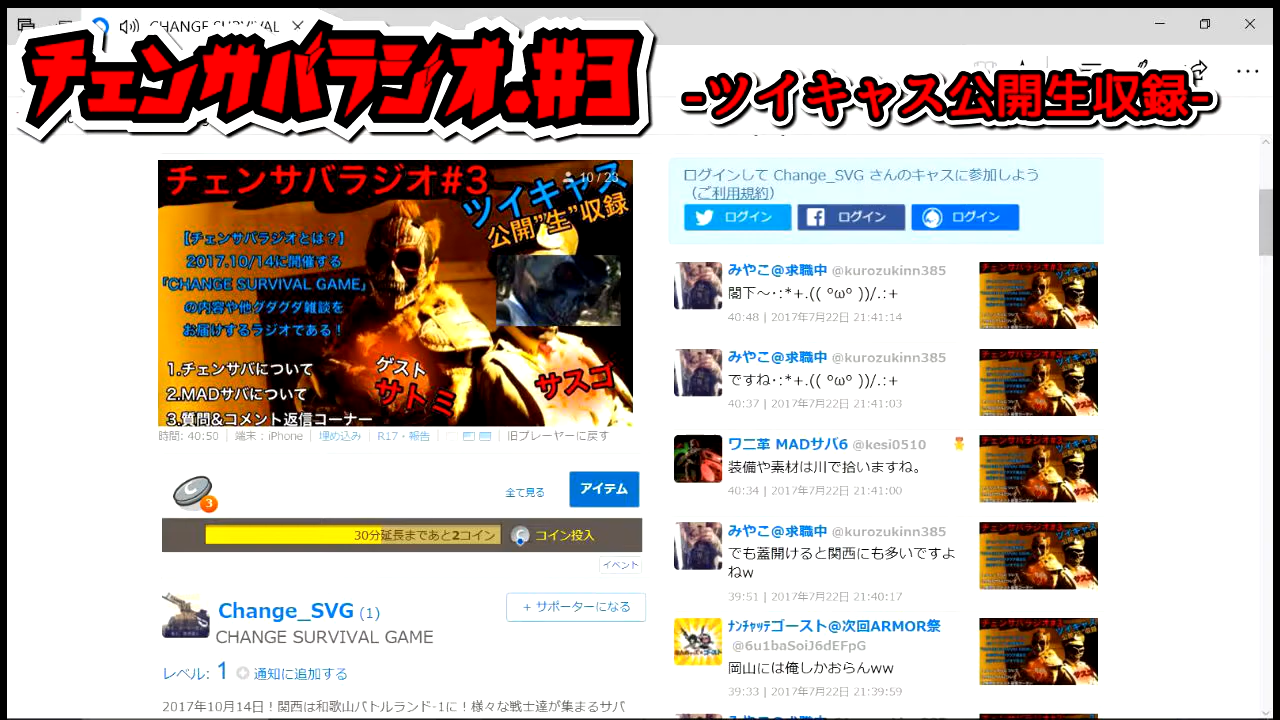 CHANGE SURVIVAL
チェンサバラジオ.#3
-ツイキャス公開生収録-
チェンサバラジオ#3
10 / 23
ツイキャス
公開"生"収録
【チェンサバラジオとは？】
2017.10/14に開催する
「CHANGE SURVIVAL GAME」
の内容や他グダグダ雑談を
お届けするラジオである！
1.チェンサバについて
2.MADサバについて
3.質問&コメント返信コーナー
ゲスト
サトミ
サスゴ
時間: 40:50 | 端末 : iPhone | 埋め込み | R17・報告 | 旧プレーヤーに戻す
3
全て見る
アイテム
30分延長まであと2コイン
コイン投入
イベント
Change_SVG (1)
+ サポーターになる
CHANGE SURVIVAL GAME
レベル: 1 通知に追加する
2017年10月14日！関西は和歌山バトルランド-1に！様々な戦士達が集まるサバ
ログインして Change_SVG さんのキャスに参加しよう
（ご利用規約）
ログイン
ログイン
ログイン
みやこ@求職中 @kurozukinn385
閣下～･:*+.(( °ω° ))/.:+
40:48 | 2017年7月22日 21:41:14
みやこ@求職中 @kurozukinn385
ですね･:*+.(( °ω° ))/.:+
40:37 | 2017年7月22日 21:41:03
ワニ革 MADサバ6 @kesi0510
装備や素材は川で拾いますね。
40:34 | 2017年7月22日 21:41:00
みやこ@求職中 @kurozukinn385
でも蓋開けると関西にも多いですよ
ねw
39:51 | 2017年7月22日 21:40:17
ﾅﾝﾁｬｯﾃゴースト@次回ARMOR祭
@6u1baSoiJ6dEFpG
岡山には俺しかおらんww
39:33 | 2017年7月22日 21:39:59